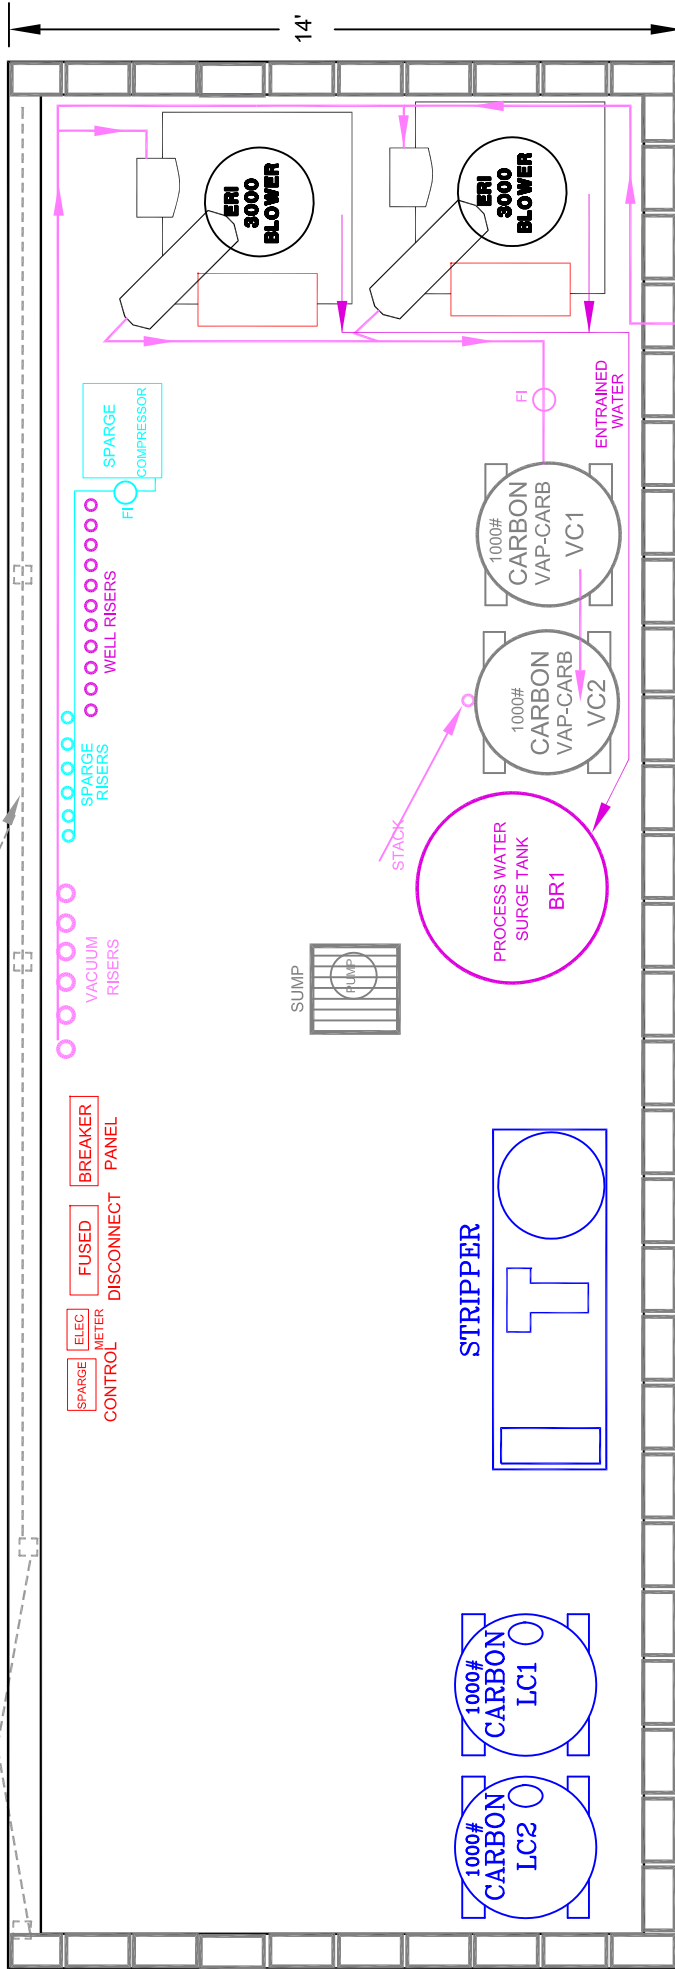 14'
ERI
3000
BLOWER
ERI
3000
BLOWER
SPARGE
COMPRESSOR
FI
FI
ENTRAINED
WATER
WELL RISERS
1000#
CARBON
VAP-CARB
VC1
1000#
CARBON
VAP-CARB
VC2
SPARGE
RISERS
STACK
PROCESS WATER
SURGE TANK
BR1
VACUUM
RISERS
SUMP
PUMP
BREAKER
PANEL
FUSED
DISCONNECT
ELEC
METER
SPARGE
CONTROL
STRIPPER
1000#
CARBON
LC1
1000#
CARBON
LC2